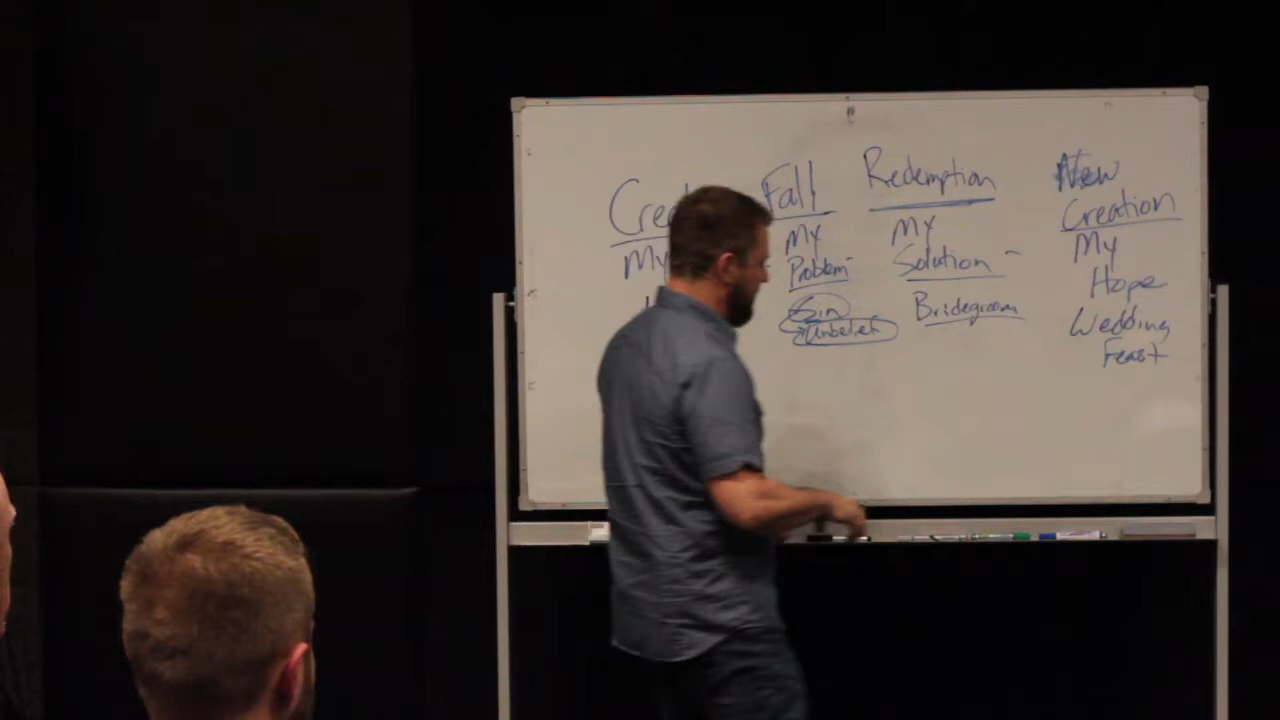 Fall
My
Problem -
Sin
Unbelief
Redemption
My
Solution -
Bridegroom
New
Creation
My
Hope
Wedding
Feast
My